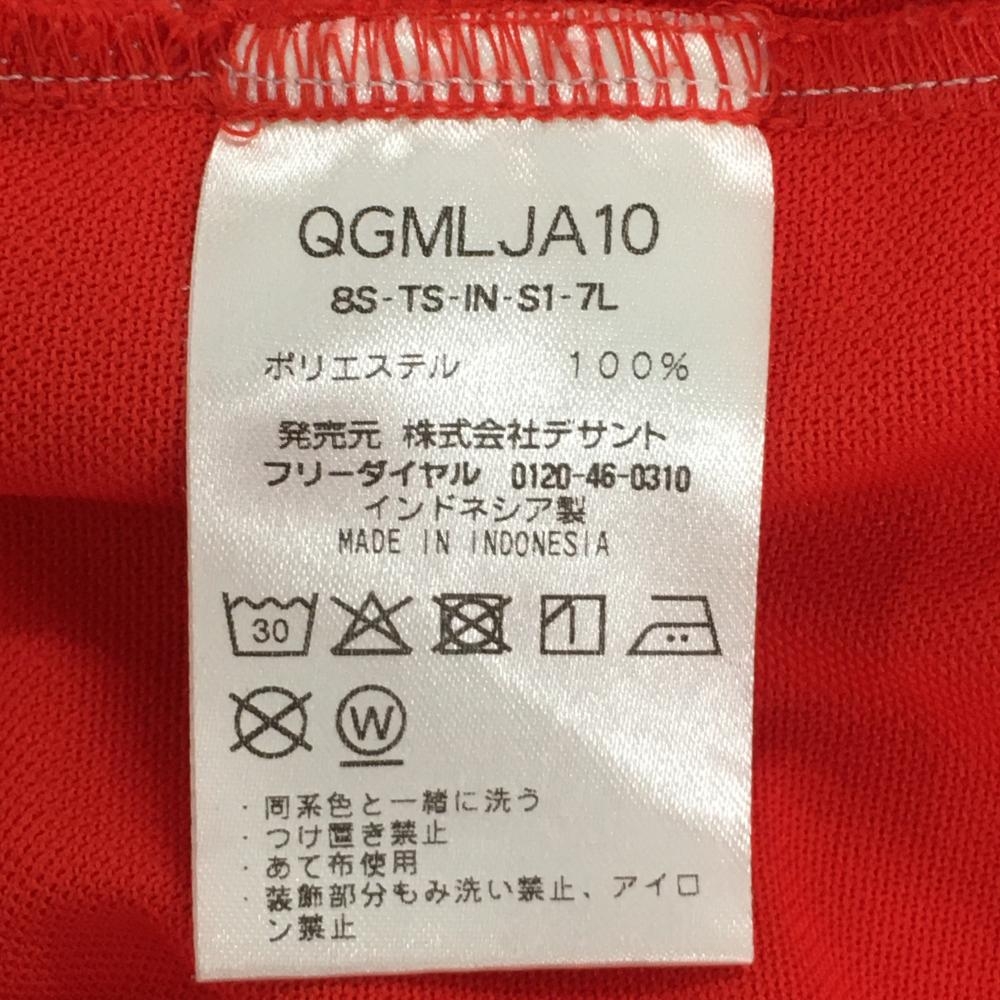 QGMLJA10
8S-TS-IN-S1-7L
ポリエステル 100%
発売元 株式会社デサント
フリーダイヤル 0120-46-0310
インドネシア製
MADE IN INDONESIA
30
W
・同系色と一緒に洗う
・つけ置き禁止
・あて布使用
・装飾部分もみ洗い禁止、アイロ
ン禁止